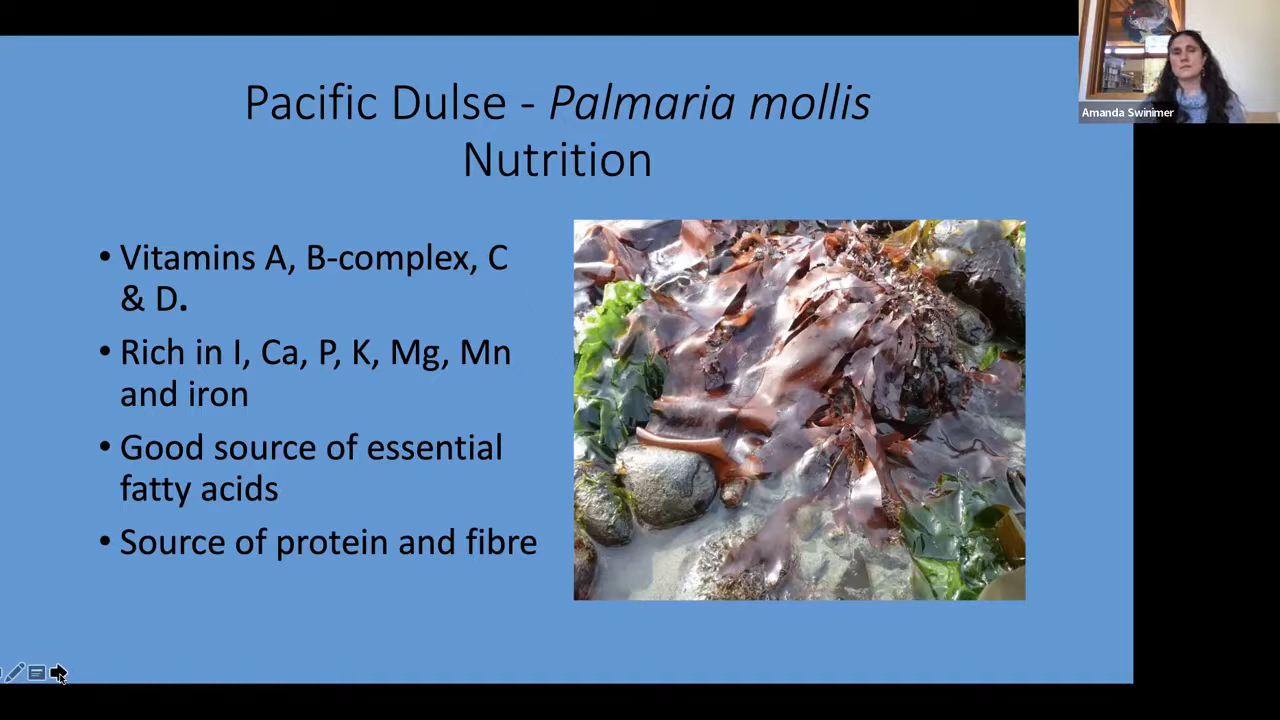 Pacific Dulse - Palmaria mollis
Nutrition
• Vitamins A, B-complex, C
& D.
• Rich in I, Ca, P, K, Mg, Mn
and iron
• Good source of essential
fatty acids
• Source of protein and fibre
Amanda Swinimer